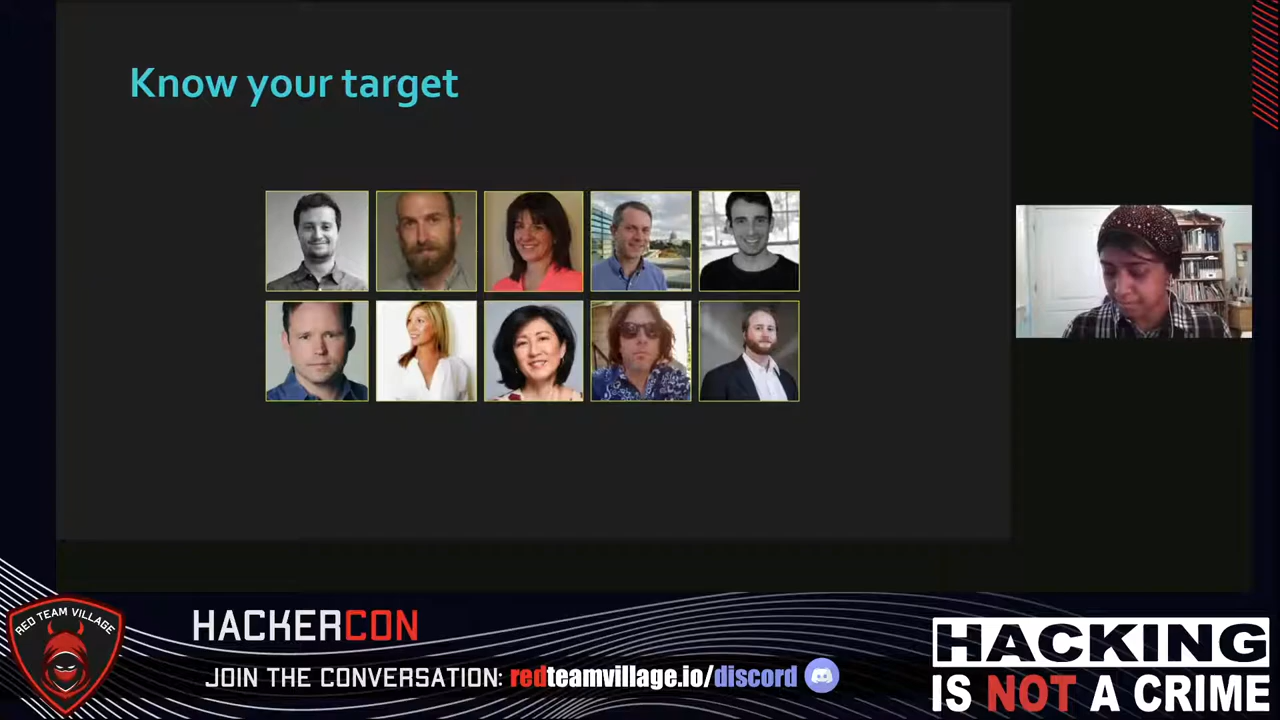 Know your target
RED TEAM VILLAGE
HACKERCON
JOIN THE CONVERSATION: redteamvillage.io/discord
HACKING
IS NOT A CRIME